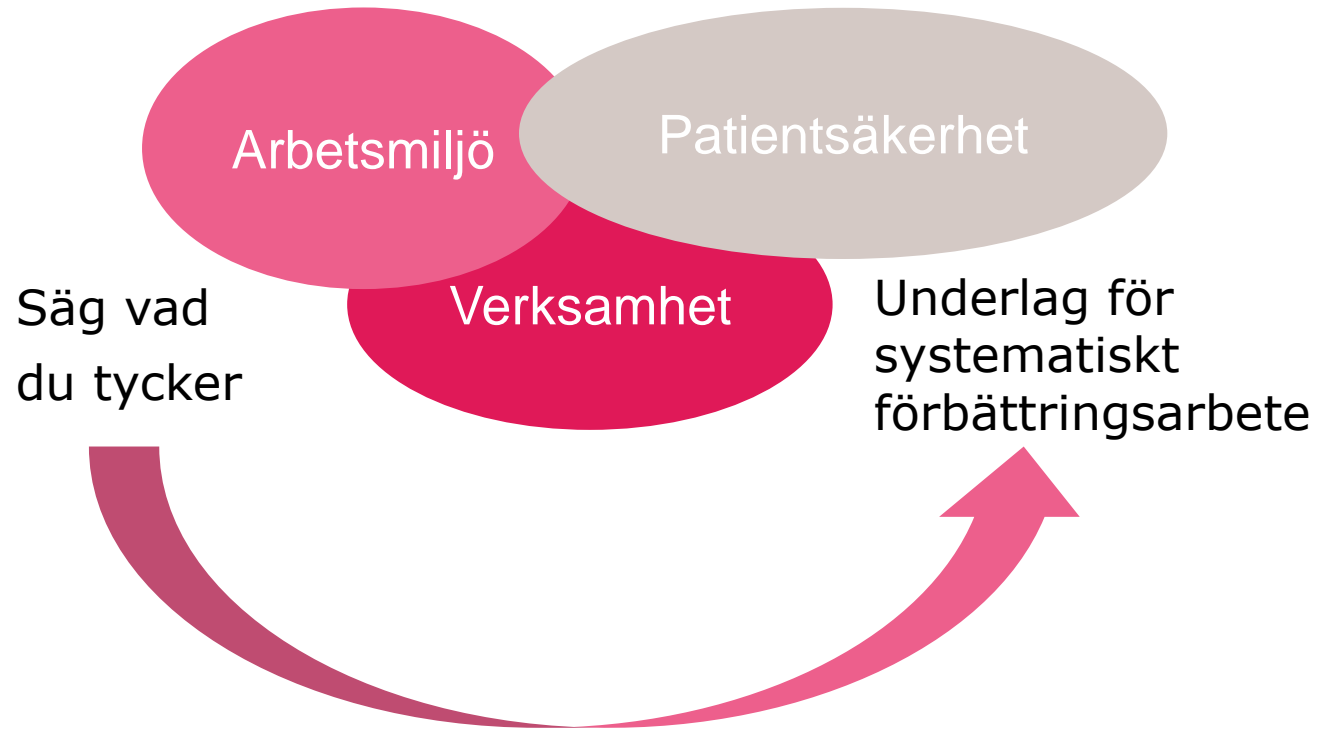 Arbetsmiljö
Patientsäkerhet
Verksamhet
Säg vad
du tycker
Underlag för
systematiskt
förbättringsarbete